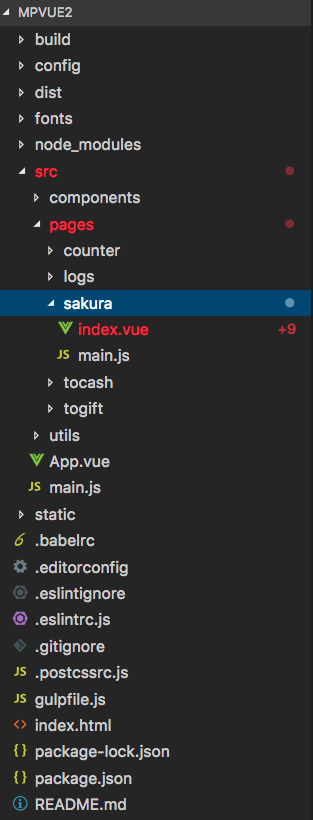 MPVUE2
build
config
dist
fonts
node_modules
src
components
pages
counter
logs
sakura
index.vue +9
JS main.js
tocash
togift
utils
App.vue
JS main.js
static
.babelrc
.editorconfig
.eslintignore
.eslintrc.js
.gitignore
JS .postcssrc.js
JS gulpfile.js
<> index.html
{ } package-lock.json
{ } package.json
README.md